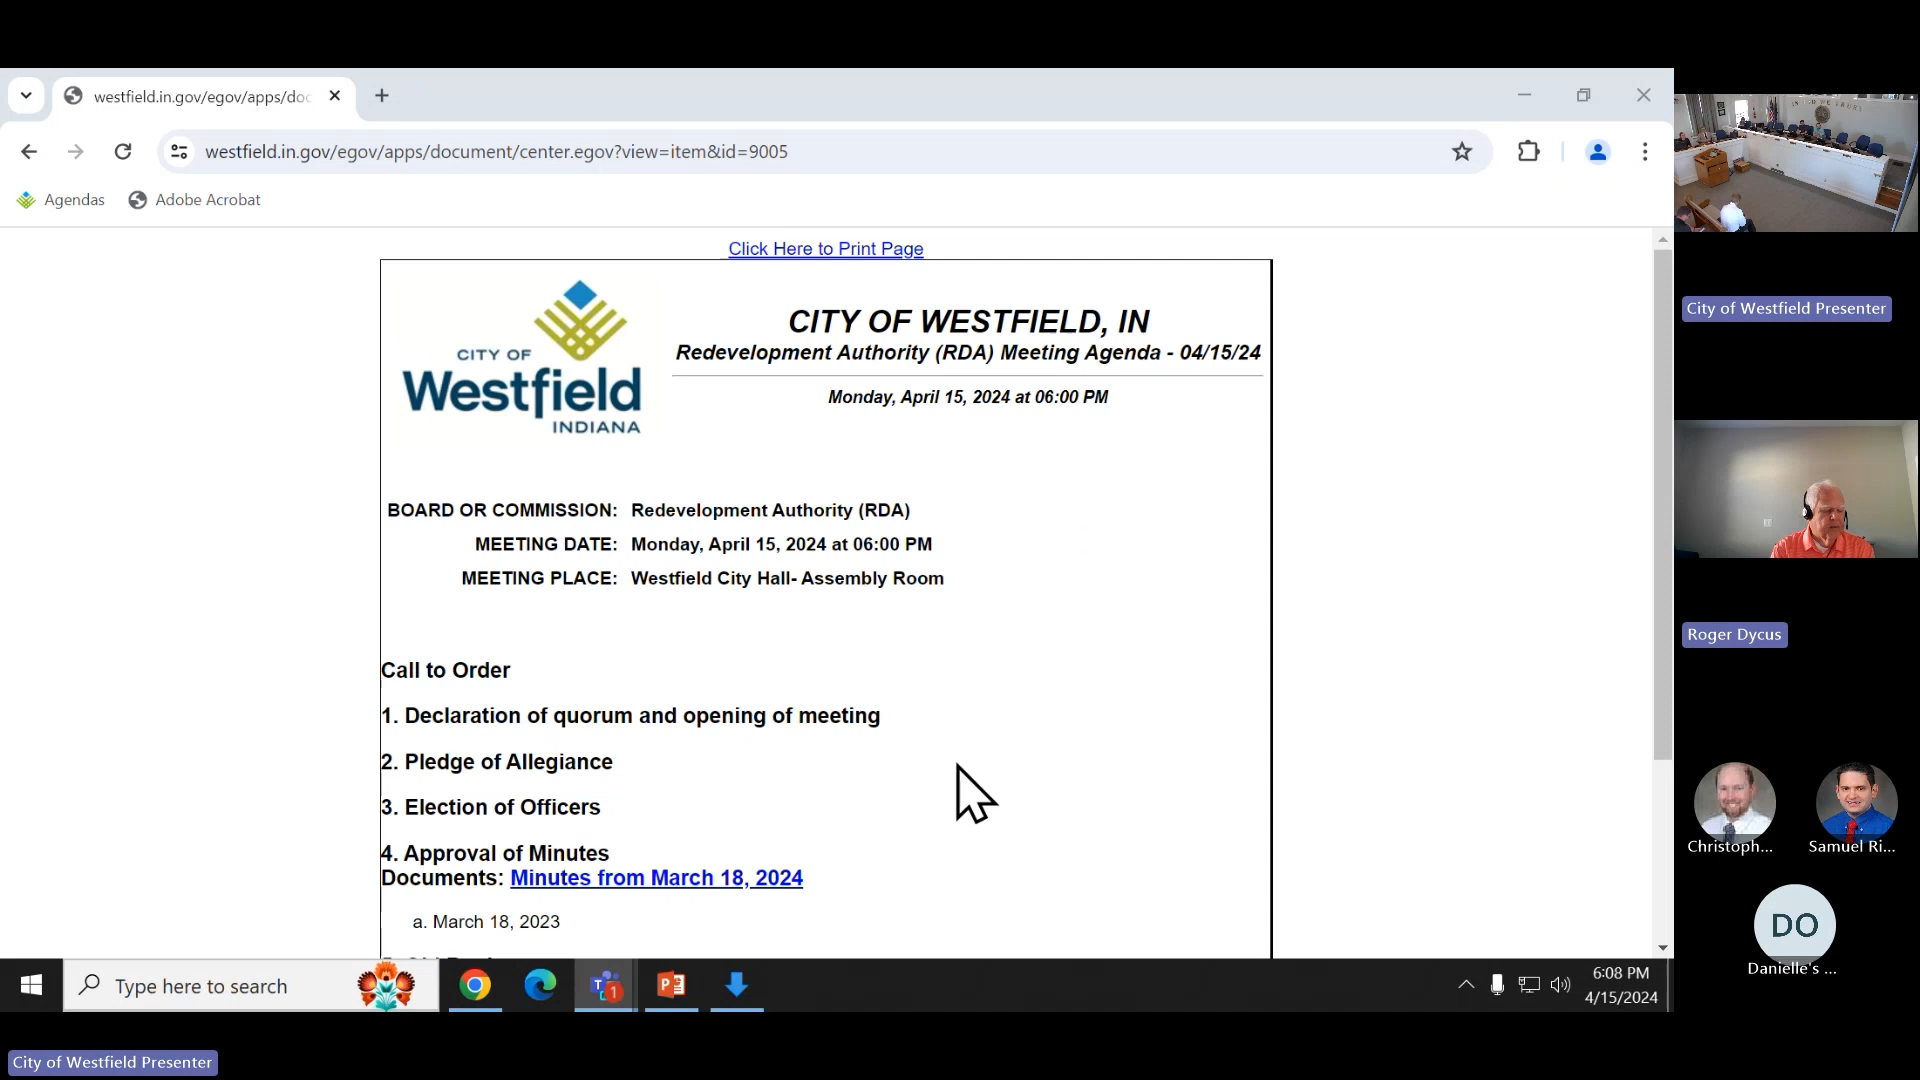 westfield.in.gov/egov/apps/doc
westfield.in.gov/egov/apps/document/center.egov?view=item&id=9005
Agendas
Adobe Acrobat
Click Here to Print Page
CITY OF
Westfield
INDIANA
CITY OF WESTFIELD, IN
Redevelopment Authority (RDA) Meeting Agenda - 04/15/24
Monday, April 15, 2024 at 06:00 PM
BOARD OR COMMISSION: Redevelopment Authority (RDA)
MEETING DATE: Monday, April 15, 2024 at 06:00 PM
MEETING PLACE: Westfield City Hall- Assembly Room
Call to Order
1. Declaration of quorum and opening of meeting
2. Pledge of Allegiance
3. Election of Officers
4. Approval of Minutes
Documents: Minutes from March 18, 2024
a. March 18, 2023
Type here to search
1
6:08 PM
4/15/2024
City of Westfield Presenter
City of Westfield Presenter
Roger Dycus
Christoph...
Samuel Ri...
DO
Danielle's ...